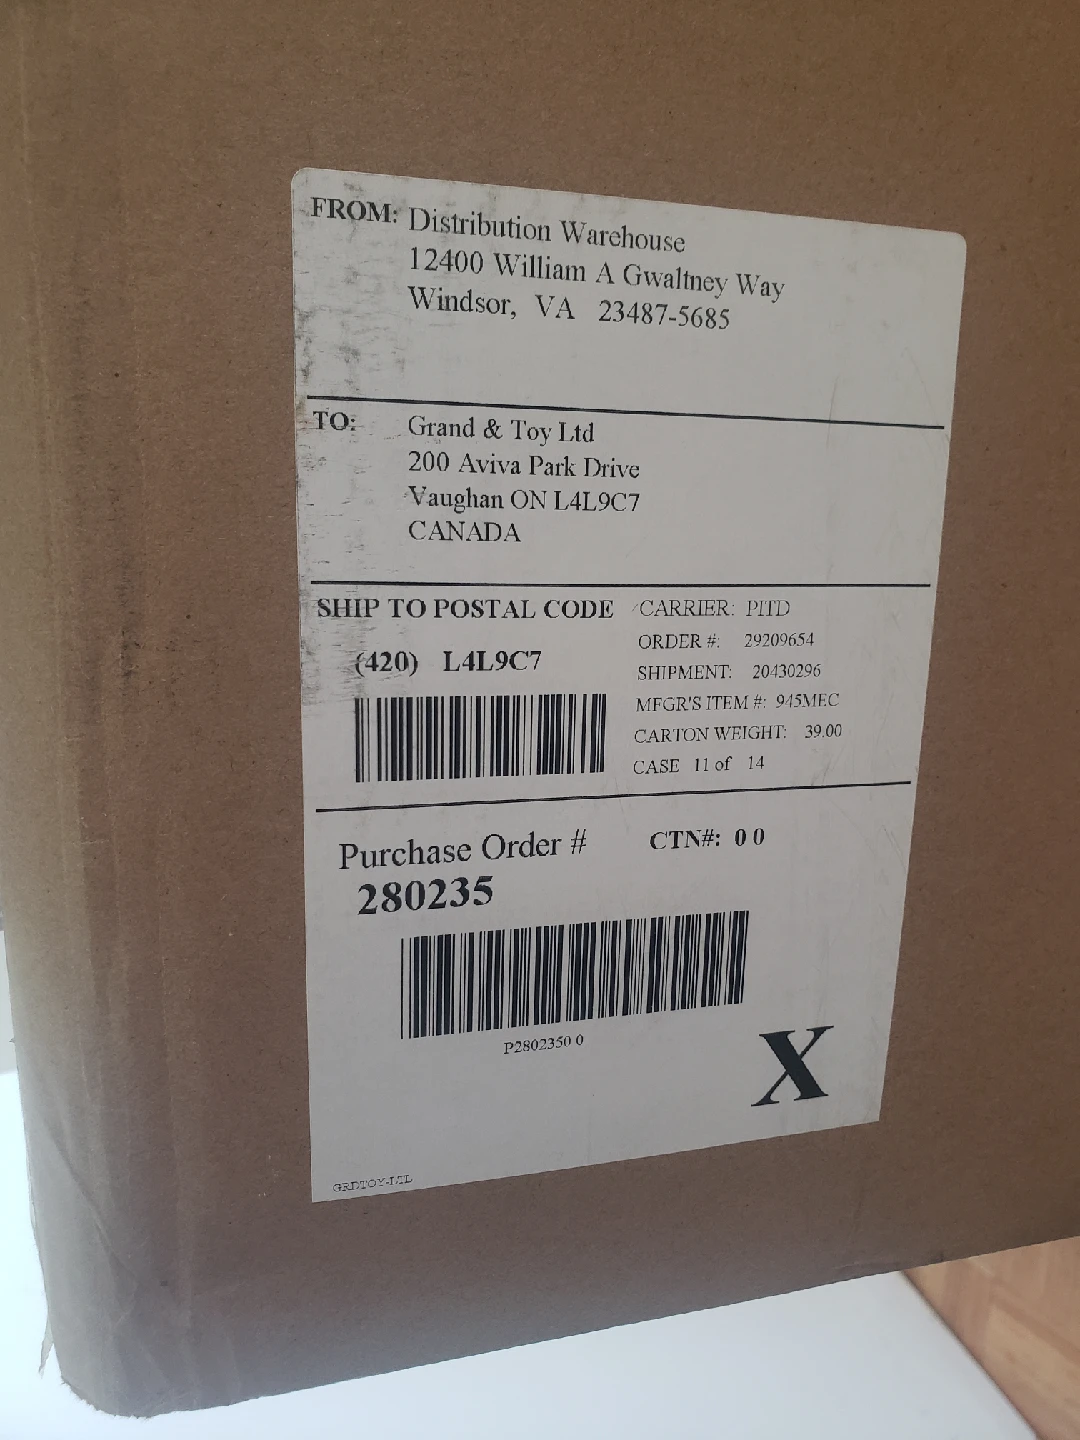 FROM: Distribution Warehouse
12400 William A Gwaltney Way
Windsor, VA 23487-5685
TO: Grand & Toy Ltd
200 Aviva Park Drive
Vaughan ON L4L9C7
CANADA
SHIP TO POSTAL CODE
(420) L4L9C7
CARRIER: PITD
ORDER #: 29209654
SHIPMENT: 20430296
MFGR'S ITEM #: 945MEC
CARTON WEIGHT: 39.00
CASE 11 of 14
Purchase Order #
280235
CTN#: 0 0
P2802350 0
X
GRDTOY-LTD